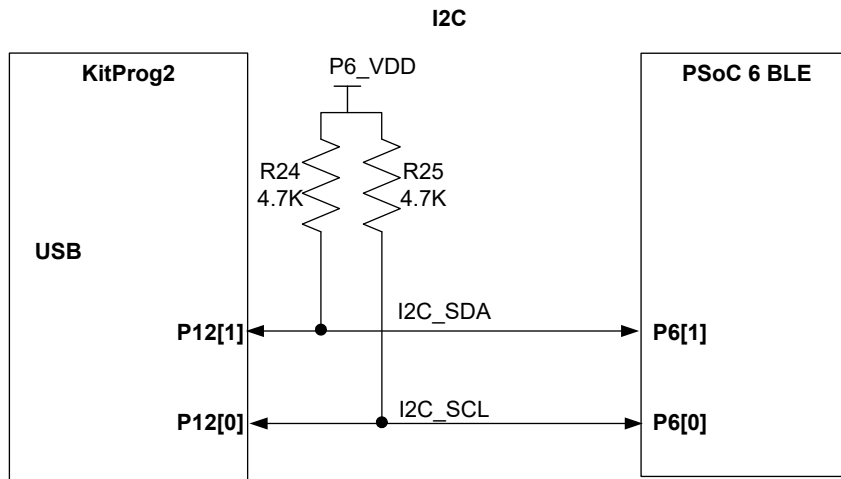 I2C
KitProg2
P6_VDD
PSoC 6 BLE
R24
4.7K
R25
4.7K
USB
I2C_SDA
P12[1]
P6[1]
I2C_SCL
P12[0]
P6[0]